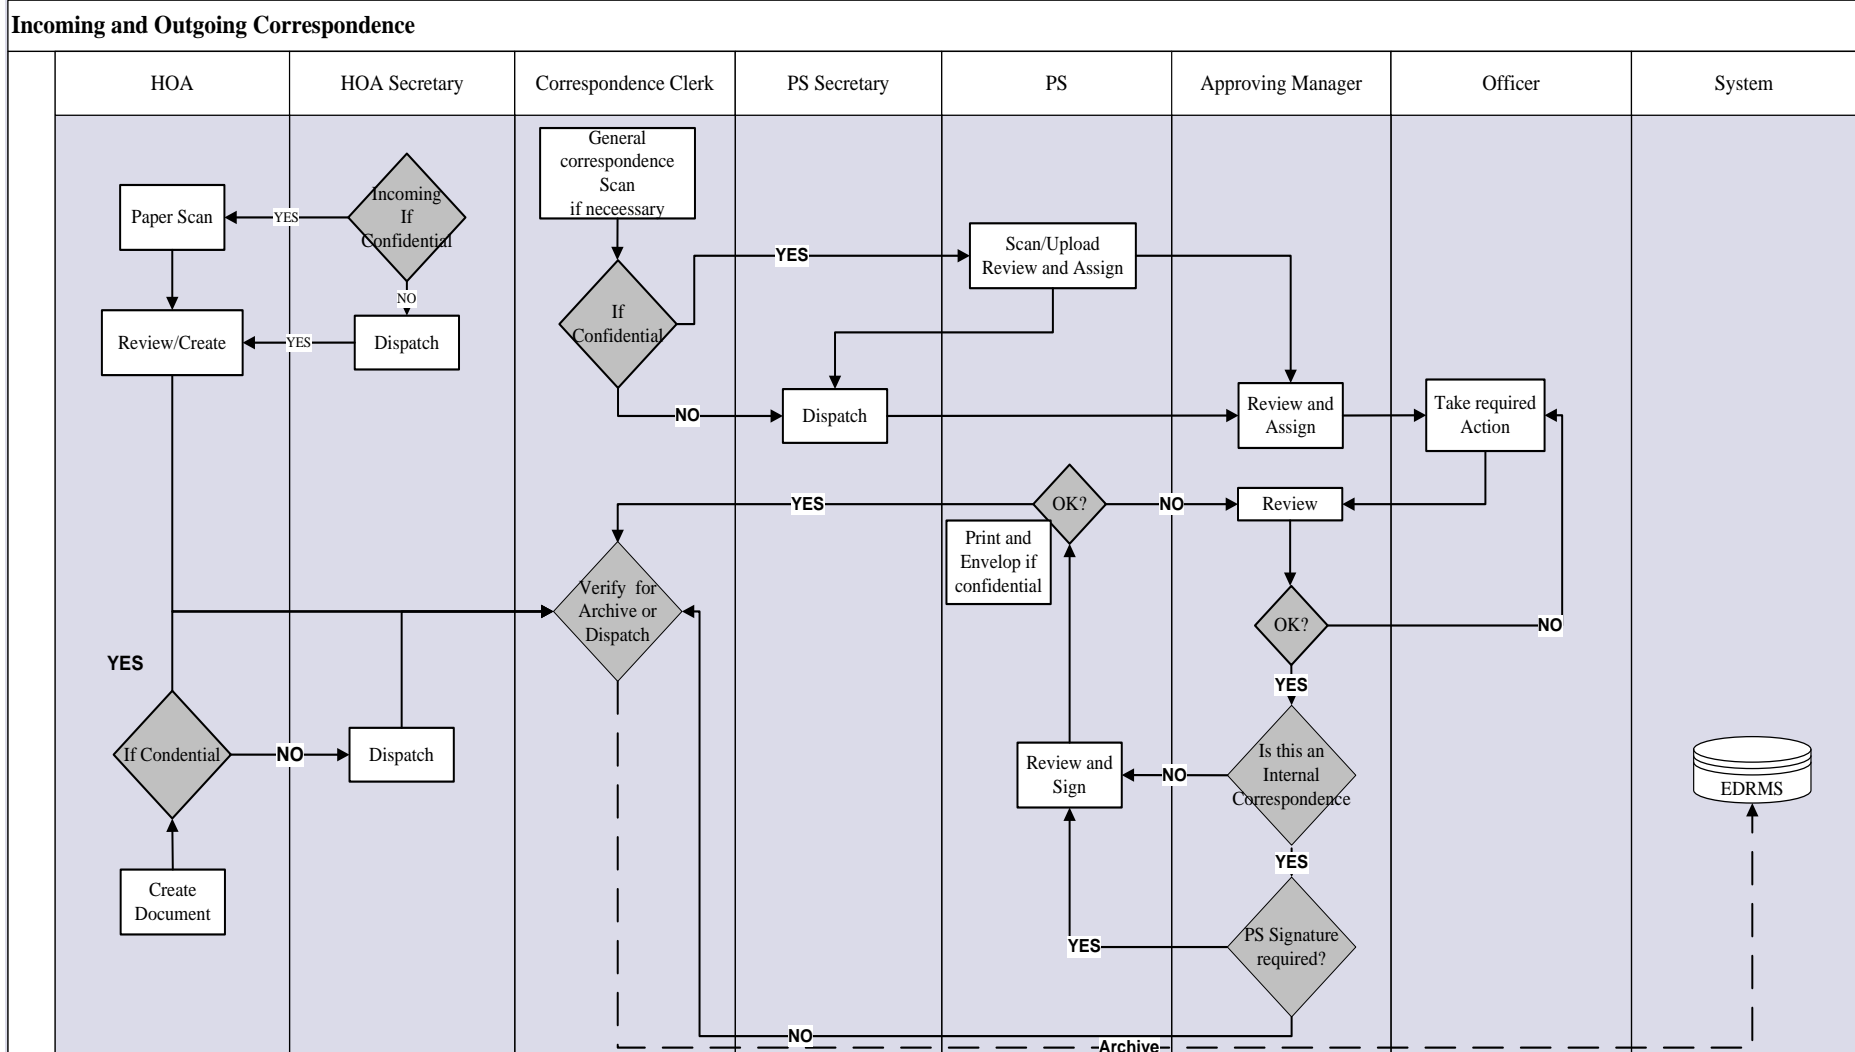 Incoming and Outgoing Correspondence
HOA
HOA Secretary
Correspondence Clerk
PS Secretary
PS
Approving Manager
Officer
System
General
correspondence
Scan
if neceessary
Incoming
If
Confidential
Paper Scan
YES
NO
Review/Create
YES
Dispatch
If
Confidential
YES
Scan/Upload
Review and Assign
NO
Dispatch
Review and
Assign
Take required
Action
YES
OK?
NO
Review
Print and
Envelop if
confidential
Verify for
Archive or
Dispatch
OK?
NO
YES
YES
If Condential
NO
Dispatch
Review and
Sign
NO
Is this an
Internal
Correspondence
EDRMS
YES
Create
Document
YES
PS Signature
required?
NO
Archive